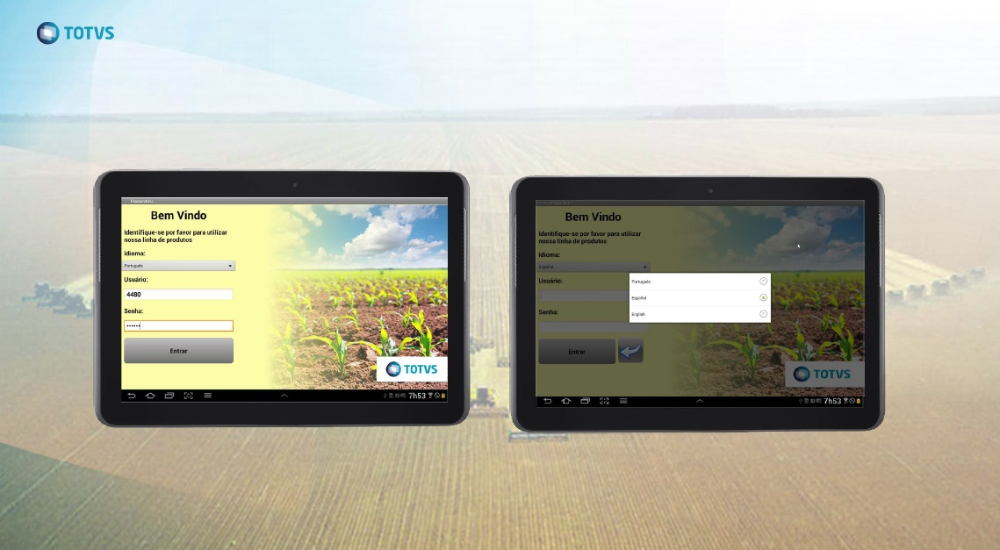 TOTVS
Bem Vindo
Identifique-se por favor para utilizar
nossa linha de produtos
Idioma:
Português
Usuário:
4480
Senha:
••••••
Entrar
TOTVS
7h53
Bem Vindo
Identifique-se por favor para utilizar
nossa linha de produtos
Idioma:
Español
Usuário:
Português
Español
English
Senha:
Entrar
TOTVS
7h53